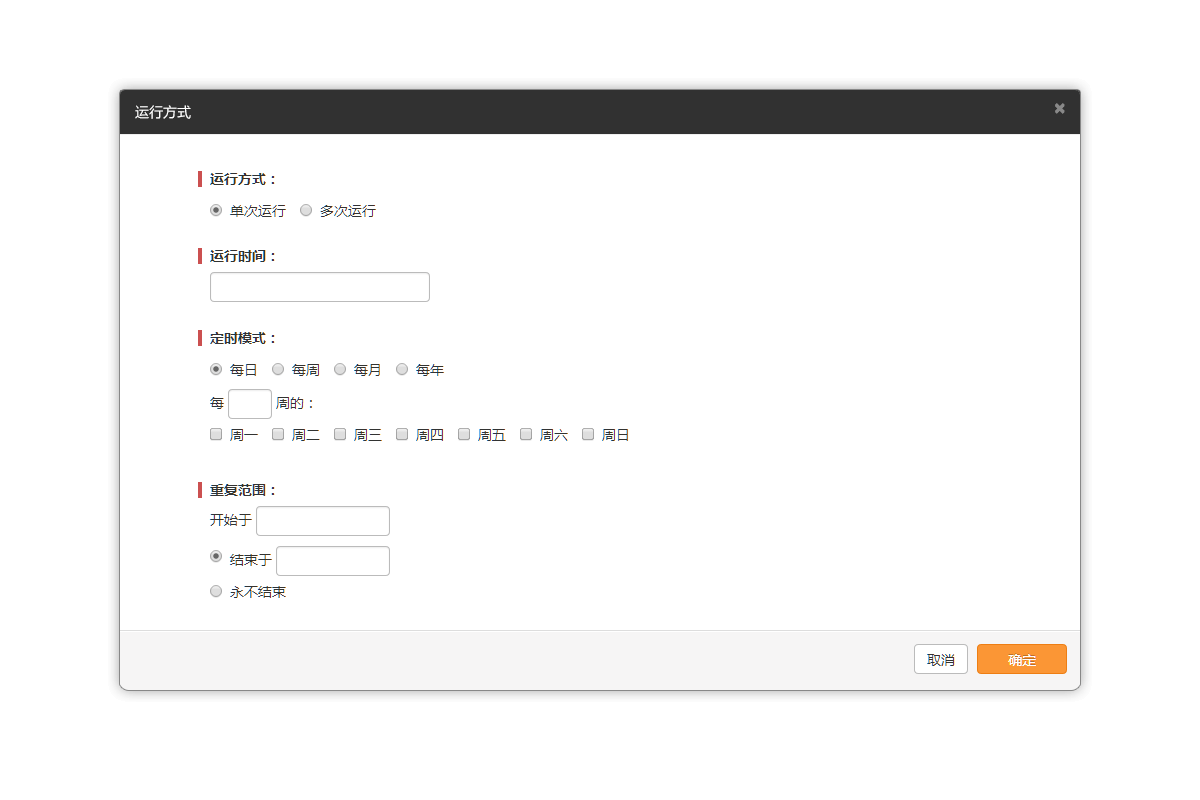 运行方式
运行方式：
单次运行 多次运行
运行时间：
定时模式：
每日 每周 每月 每年
每 周的：
周一 周二 周三 周四 周五 周六 周日
重复范围：
开始于
结束于
永不结束
取消 确定